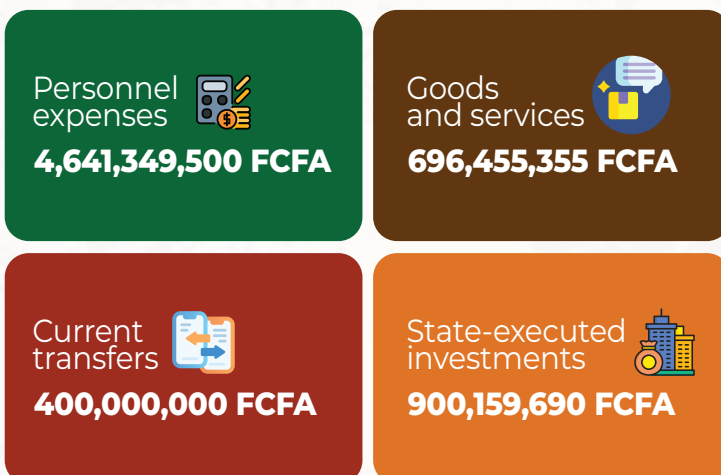 Personnel
expenses
4,641,349,500 FCFA
Goods
and services
696,455,355 FCFA
Current
transfers
400,000,000 FCFA
State-executed
investments
900,159,690 FCFA